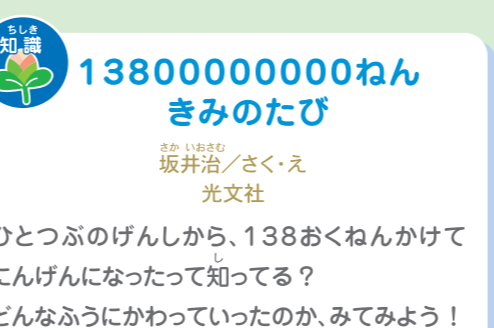 ちしき
知識
13800000000ねん
きみのたび
さか いおさむ
坂井治／さく・え
光文社
ひとつぶのげんしから、138おくねんかけて
し
にんげんになったって知ってる？
どんなふうにかわっていったのか、みてみよう！